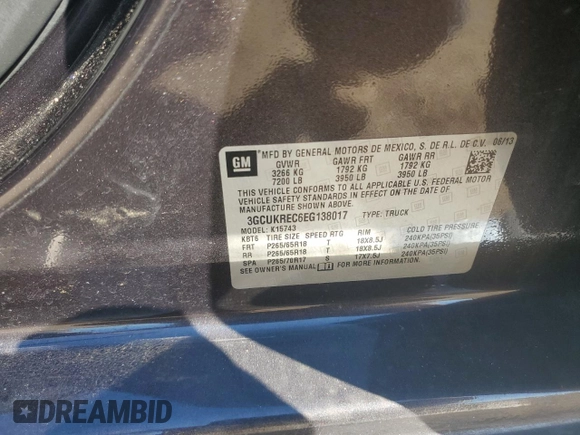 GM *MFD BY GENERAL MOTORS DE MEXICO, S. DE R.L. DE C.V. 06/13
GVWR GAWR FRT GAWR RR
3266 KG 1792 KG 1792 KG
7200 LB 3950 LB 3950 LB
THIS VEHICLE CONFORMS TO ALL APPLICABLE U.S. FEDERAL MOTOR
VEHICLE SAFETY STANDARDS IN EFFECT ON THE DATE OF
MANUFACTURE SHOWN ABOVE.
3GCUKREC6EG138017 TYPE: TRUCK
MODEL: K15743
KBT6 TIRE SIZE SPEED RTG RIM COLD TIRE PRESSURE
FRT P265/65R18 T 18X8.5J 240KPA(35PSI)
RR P265/65R18 T 18X8.5J 240KPA(35PSI)
SPA P265/70R17 S 17X7.5J 240KPA(35PSI)
SEE OWNER'S MANUAL
DREAMBID